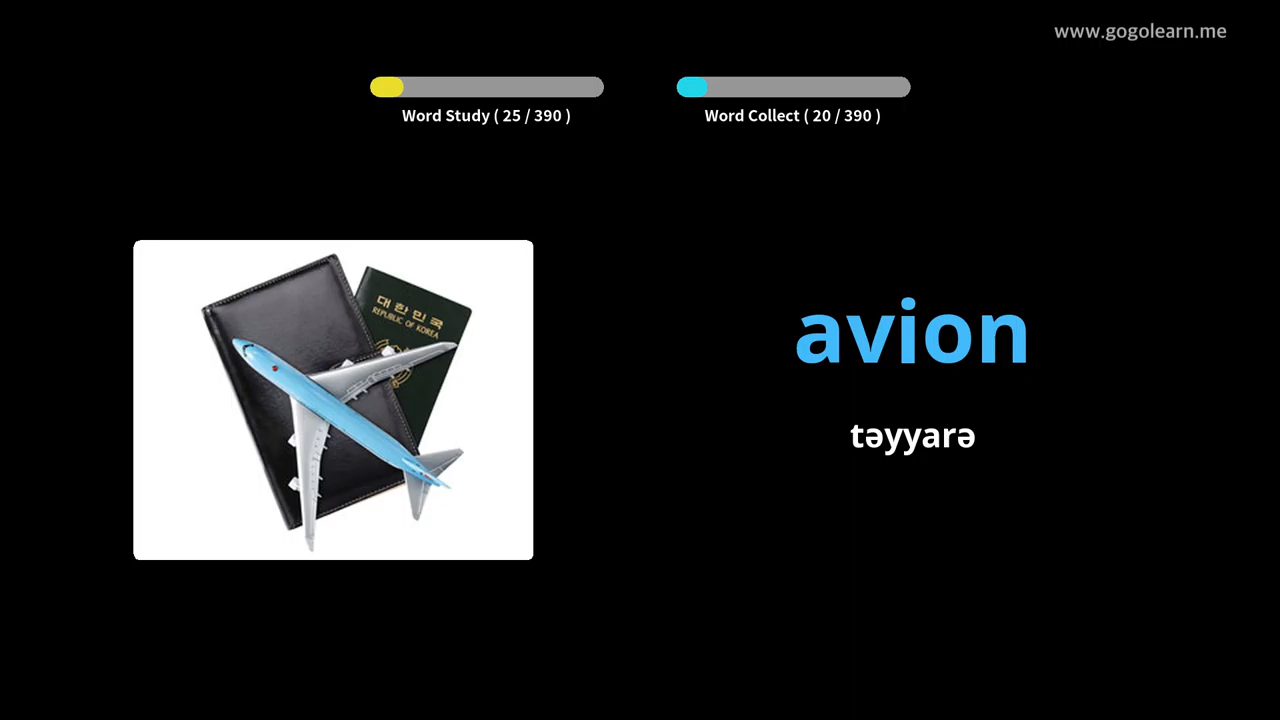 www.gogolearn.me
Word Study ( 25 / 390 )
Word Collect ( 20 / 390 )
대한민국
REPUBLIC OF KOREA
avion
təyyarə